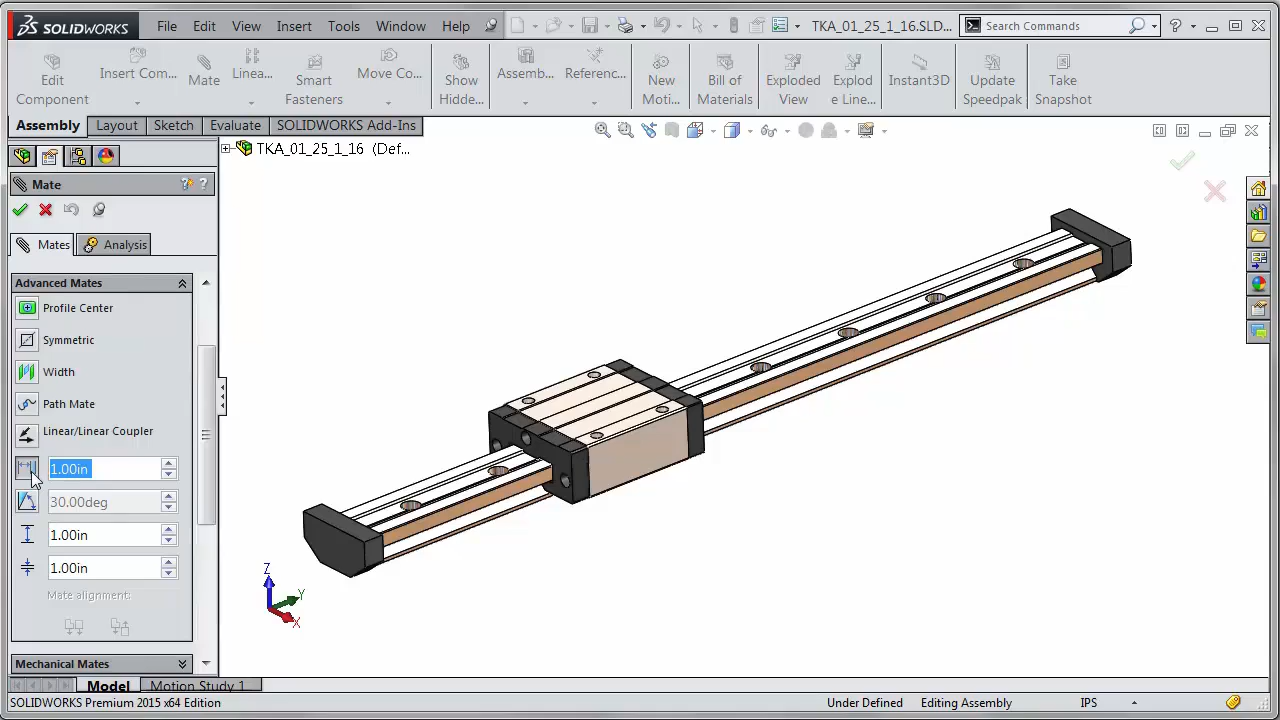 SOLIDWORKS File Edit View Insert Tools Window Help TKA_01_25_1_16.SLD... Search Commands
Edit Component
Insert Com...
Mate
Linea...
Smart Fasteners
Move Co...
Show Hidde...
Assemb...
Referenc...
New Moti...
Bill of Materials
Exploded View
Explod e Line...
Instant3D
Update Speedpak
Take Snapshot
Assembly Layout Sketch Evaluate SOLIDWORKS Add-Ins
TKA_01_25_1_16 (Def...
Mate
Mates Analysis
Advanced Mates
Profile Center
Symmetric
Width
Path Mate
Linear/Linear Coupler
1.00in
30.00deg
1.00in
1.00in
Mate alignment:
Mechanical Mates
Z
Y
X
Model Motion Study 1
SOLIDWORKS Premium 2015 x64 Edition Under Defined Editing Assembly IPS